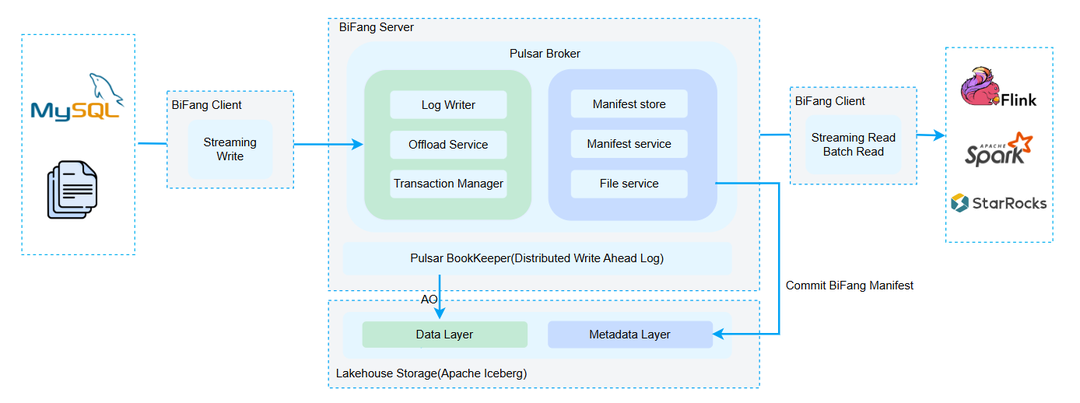 BiFang Server
Pulsar Broker
MySQL
BiFang Client
Streaming
Write
Log Writer
Offload Service
Transaction Manager
Manifest store
Manifest service
File service
BiFang Client
Streaming Read
Batch Read
Flink
APACHE
Spark
StarRocks
Pulsar BookKeeper(Distributed Write Ahead Log)
AO
Commit BiFang Manifest
Data Layer
Metadata Layer
Lakehouse Storage(Apache Iceberg)